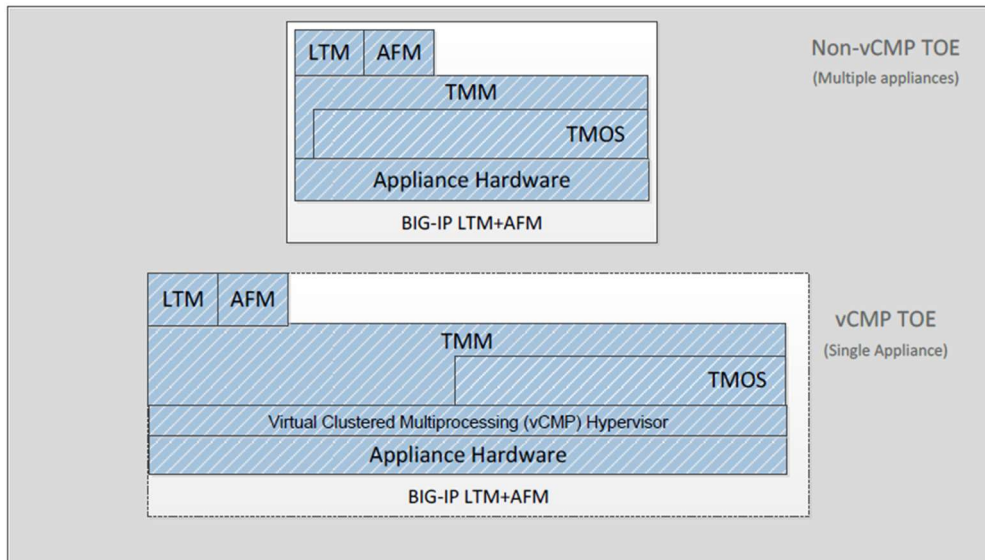 LTM AFM
Non-vCMP TOE
(Multiple appliances)
TMM
TMOS
Appliance Hardware
BIG-IP LTM+AFM
LTM AFM
vCMP TOE
(Single Appliance)
TMM
TMOS
Virtual Clustered Multiprocessing (vCMP) Hypervisor
Appliance Hardware
BIG-IP LTM+AFM